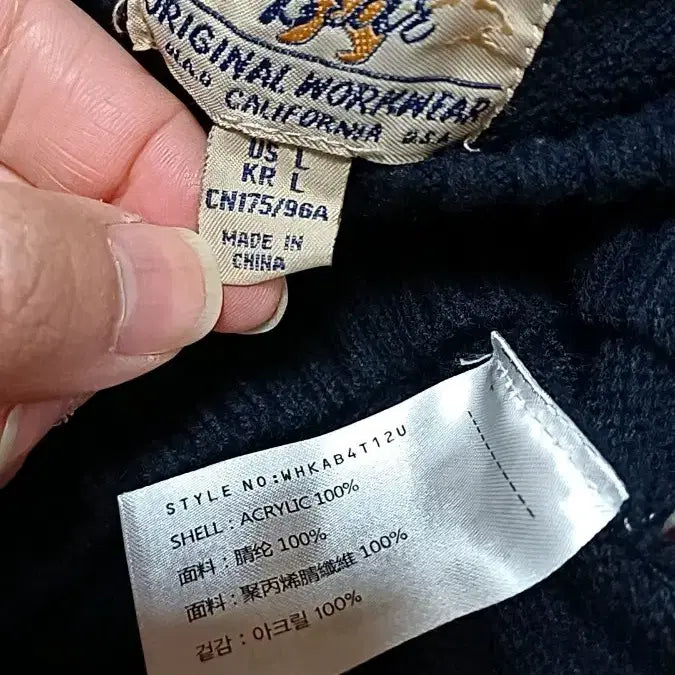 ORIGINAL WORKWEAR
CALIFORNIA U.S.A.
US L
KR L
CN175/96A
MADE IN
CHINA
STYLE NO:WHKAB4T12U
SHELL : ACRYLIC 100%
面料 : 腈纶 100%
面料 : 聚丙烯腈纖維 100%
겉감 : 아크릴 100%